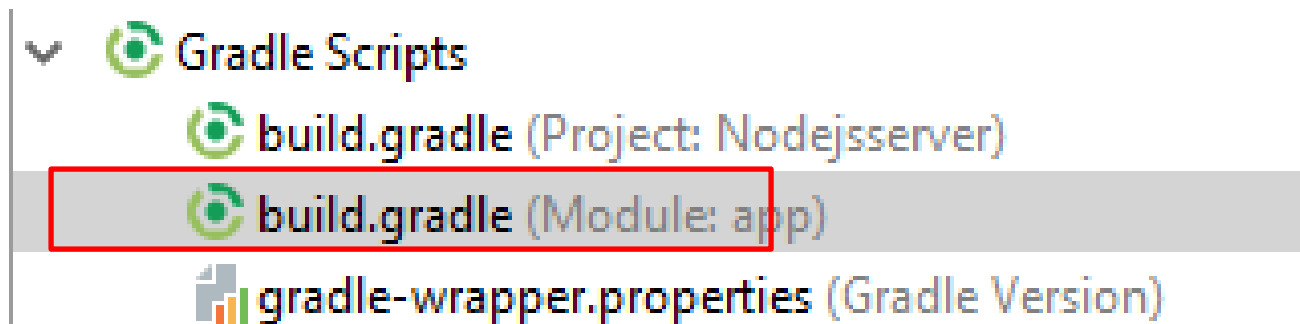 Gradle Scripts
build.gradle (Project: Nodejsserver)
build.gradle (Module: app)
gradle-wrapper.properties (Gradle Version)